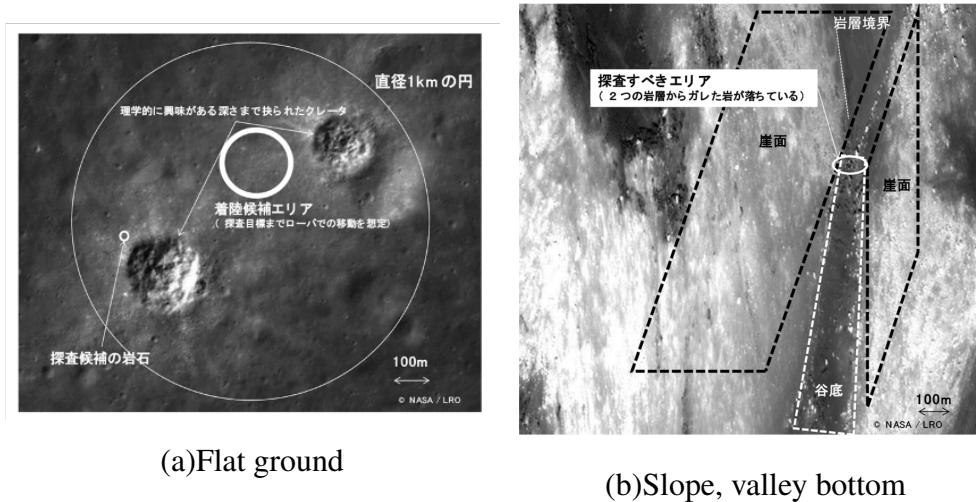 直径1kmの円
理学的に興味がある深さまで抉られたクレータ
着陸候補エリア
( 探査目標までローバでの移動を想定)
探査候補の岩石
100m
© NASA / LRO
(a)Flat ground
岩層境界
探査すべきエリア
( 2つの岩層からガレた岩が落ちている)
崖面
崖面
谷底
100m
© NASA / LRO
(b)Slope, valley bottom